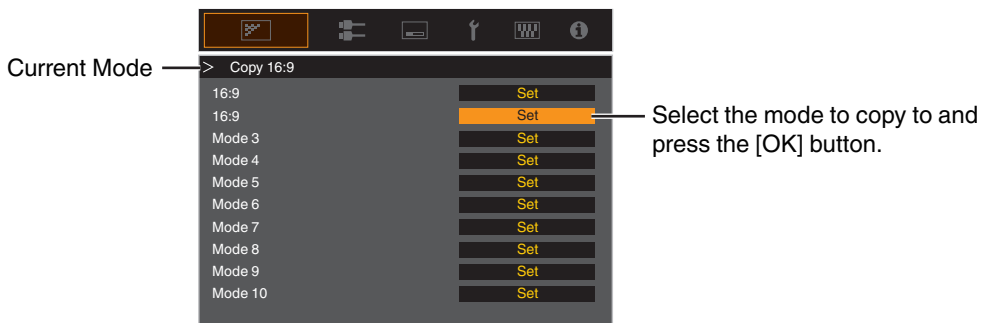 Current Mode
> Copy 16:9
16:9 Set
16:9 Set
Mode 3 Set
Mode 4 Set
Mode 5 Set
Mode 6 Set
Mode 7 Set
Mode 8 Set
Mode 9 Set
Mode 10 Set
Select the mode to copy to and
press the [OK] button.